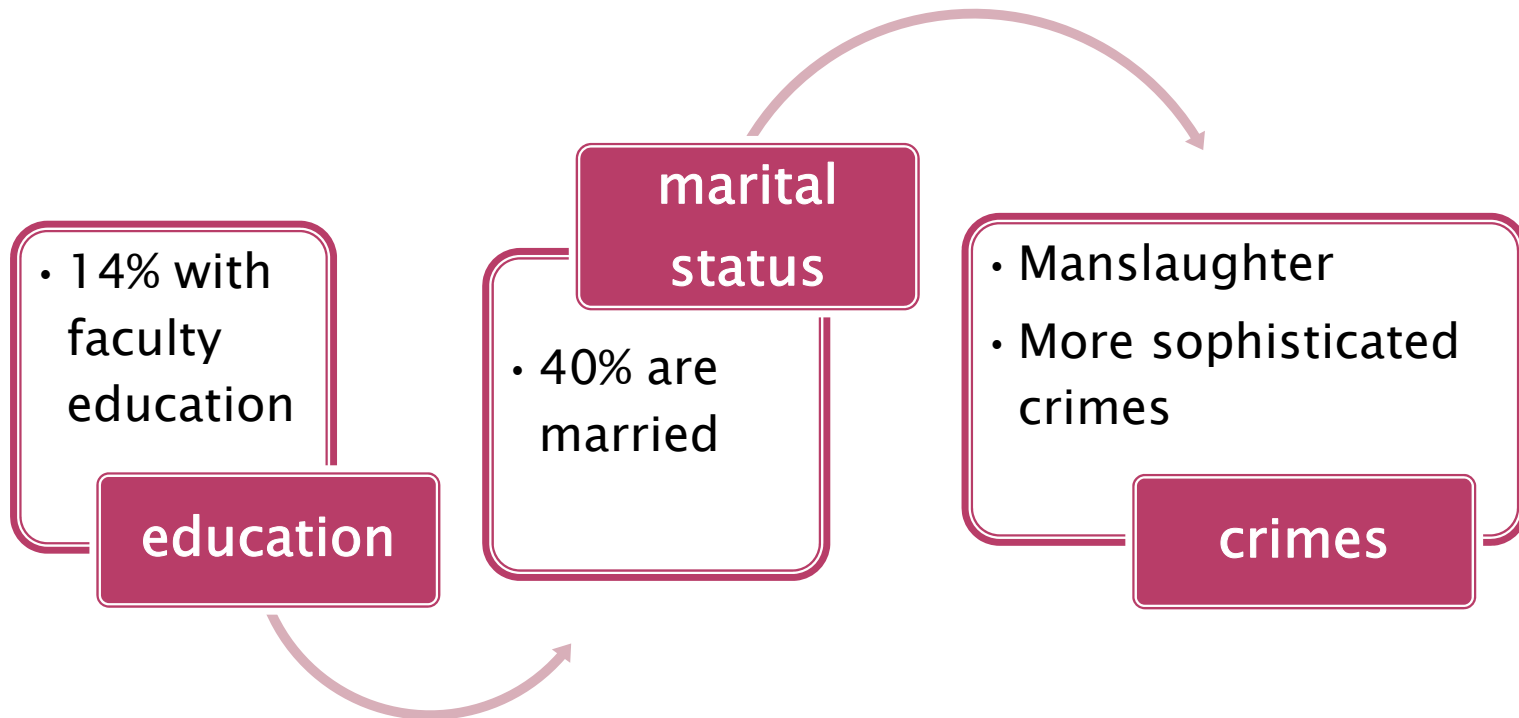 • 14% with
faculty
education
education
marital
status
• 40% are
married
• Manslaughter
• More sophisticated
crimes
crimes